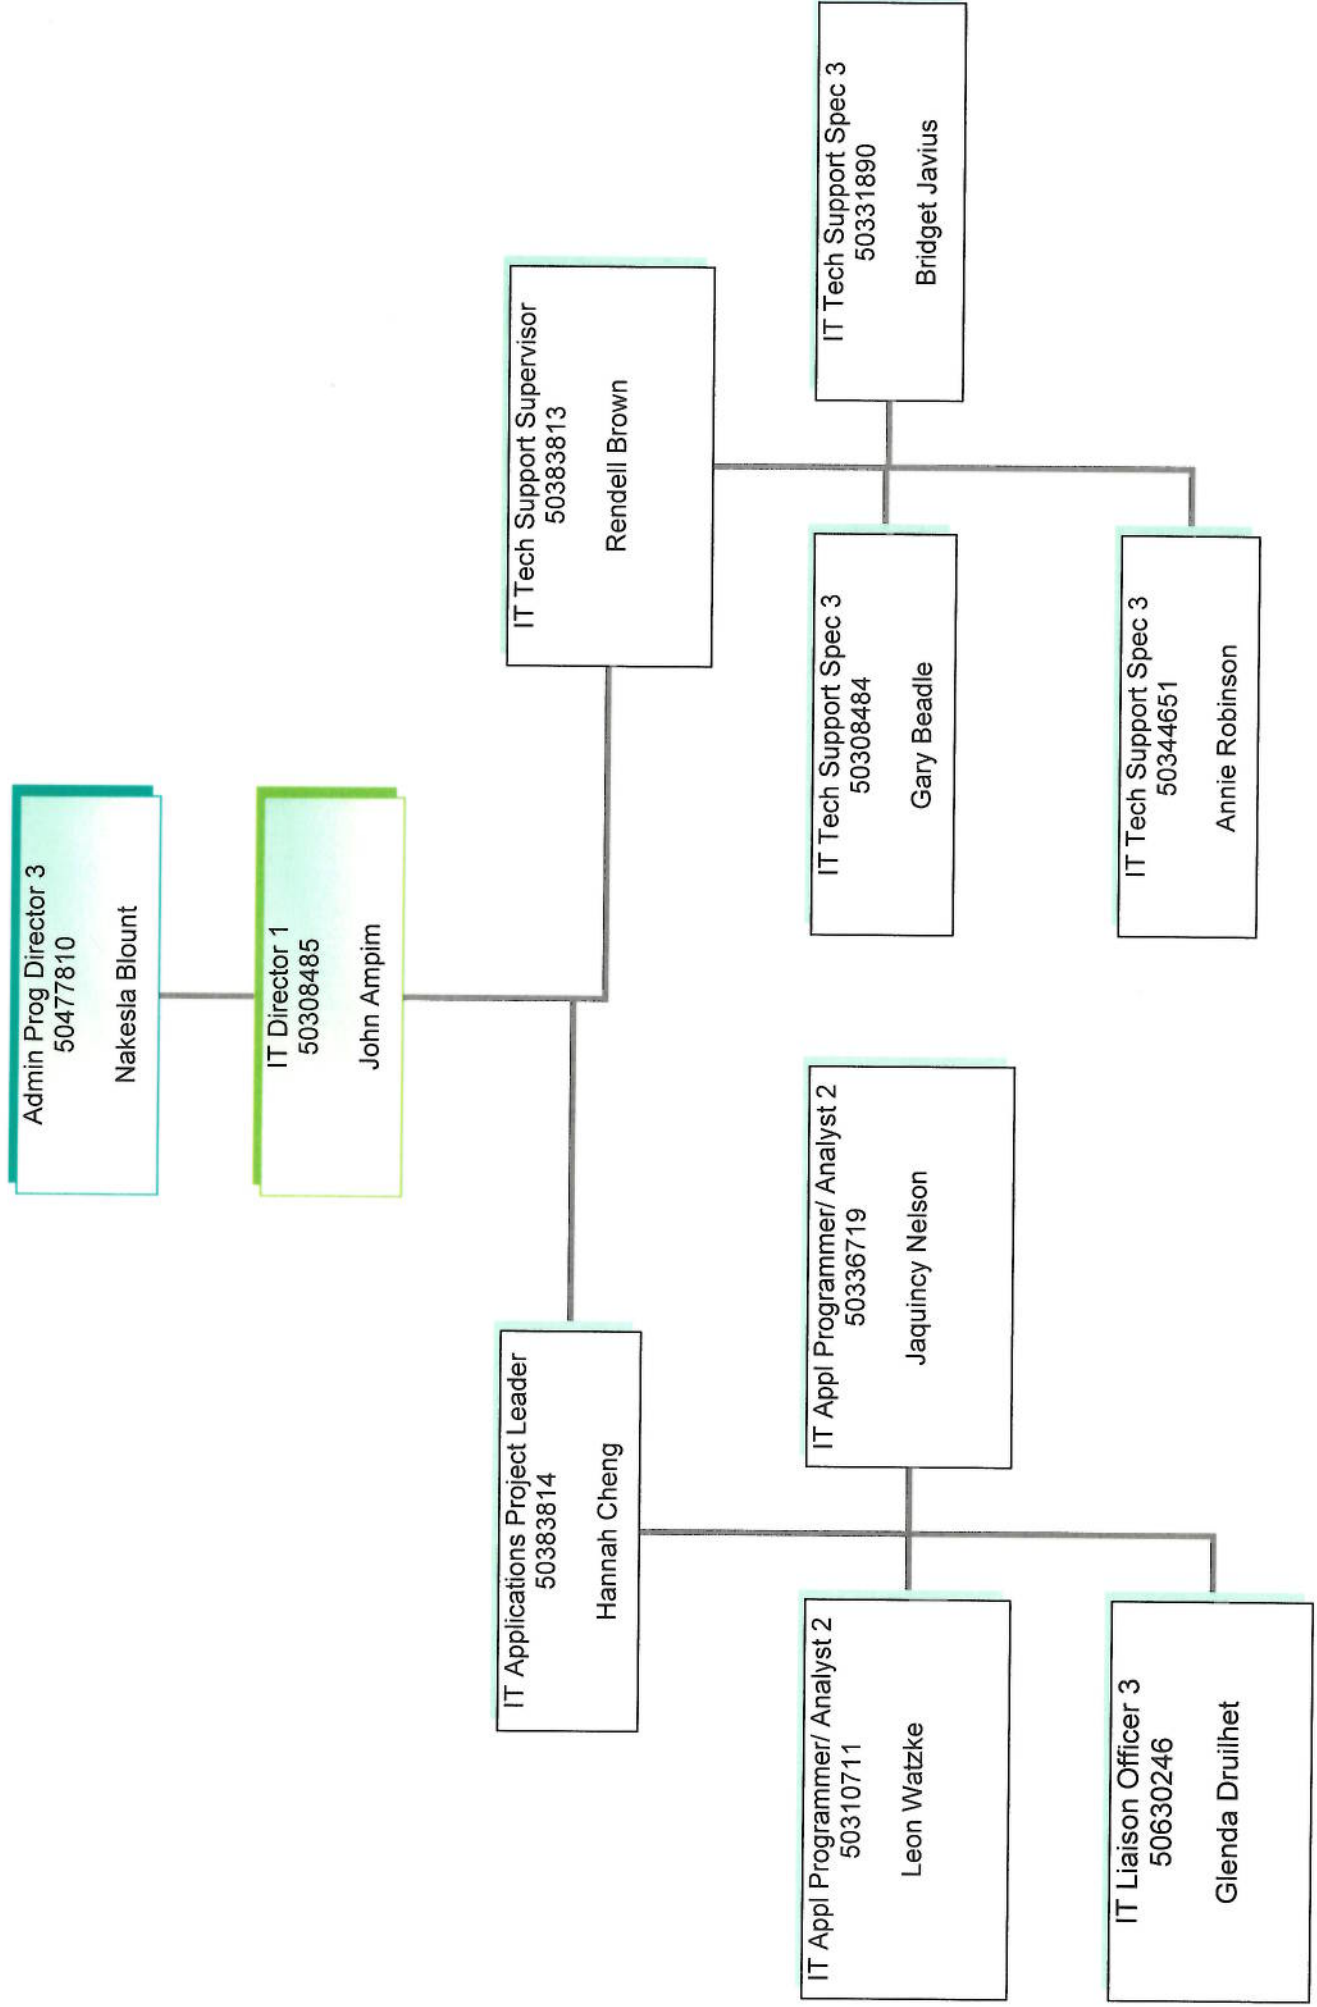 Admin Prog Director 3
50477810
Nakesla Blount
IT Director 1
50308485
John Ampim
IT Applications Project Leader
50383814
Hannah Cheng
IT Tech Support Supervisor
50383813
Rendell Brown
IT Appl Programmer/ Analyst 2
50310711
Leon Watzke
IT Appl Programmer/ Analyst 2
50336719
Jaquincy Nelson
IT Liaison Officer 3
50630246
Glenda Druilhet
IT Tech Support Spec 3
50308484
Gary Beadle
IT Tech Support Spec 3
50331890
Bridget Javius
IT Tech Support Spec 3
50344651
Annie Robinson